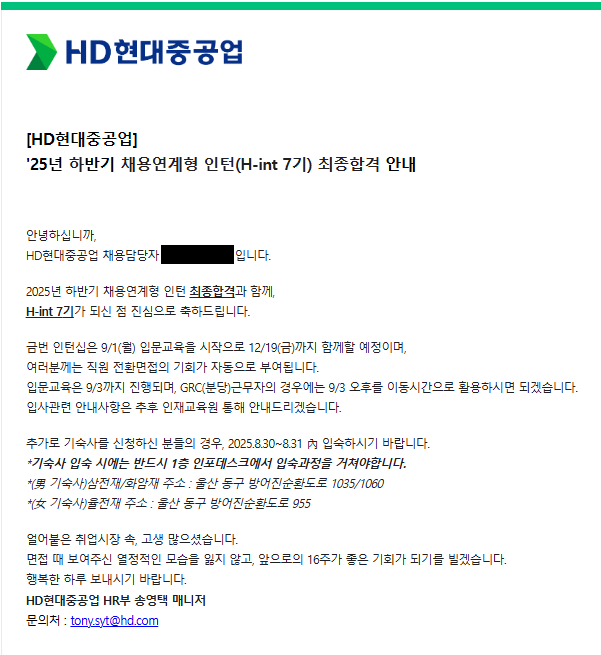 HD현대중공업
[HD현대중공업]
'25년 하반기 채용연계형 인턴(H-int 7기) 최종합격 안내
안녕하십니까,
HD현대중공업 채용담당자 입니다.
2025년 하반기 채용연계형 인턴 최종합격과 함께,
H-int 7기가 되신 점 진심으로 축하드립니다.
금번 인턴십은 9/1(월) 입문교육을 시작으로 12/19(금)까지 함께할 예정이며,
여러분께는 직원 전환면접의 기회가 자동으로 부여됩니다.
입문교육은 9/3까지 진행되며, GRC(분당)근무자의 경우에는 9/3 오후를 이동시간으로 활용하시면 되겠습니다.
입사관련 안내사항은 추후 인재교육원 통해 안내드리겠습니다.
추가로 기숙사를 신청하신 분들의 경우, 2025.8.30~8.31 內 입숙하시기 바랍니다.
*기숙사 입숙 시에는 반드시 1층 인포데스크에서 입숙과정을 거쳐야합니다.
*(男 기숙사)삼전재/화암재 주소 : 울산 동구 방어진순환도로 1035/1060
*(女 기숙사)율전재 주소 : 울산 동구 방어진순환도로 955
얼어붙은 취업시장 속, 고생 많으셨습니다.
면접 때 보여주신 열정적인 모습을 잃지 않고, 앞으로의 16주가 좋은 기회가 되기를 빌겠습니다.
행복한 하루 보내시기 바랍니다.
HD현대중공업 HR부 송영택 매니저
문의처 : tony.syt@hd.com